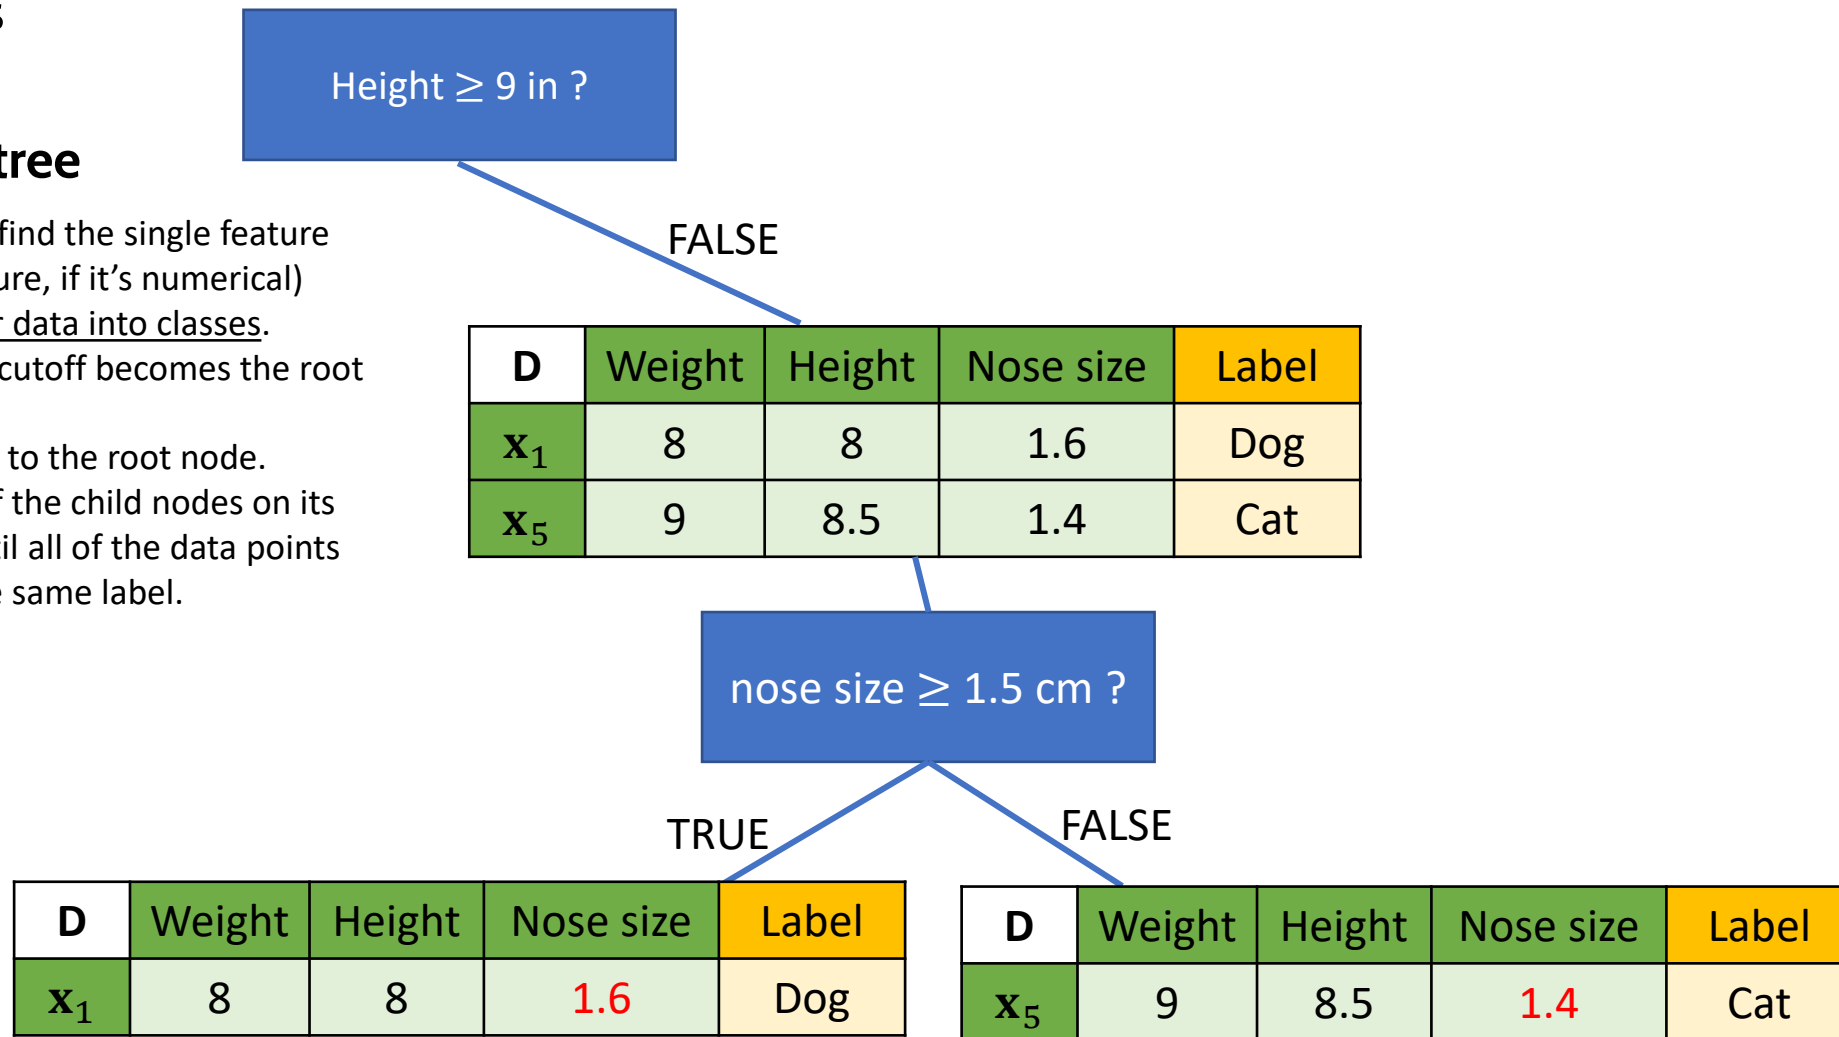 s
Height ≥ 9 in ?
tree
find the single feature
ure, if it's numerical)
r data into classes.
cutoff becomes the root
to the root node.
f the child nodes on its
til all of the data points
e same label.
FALSE
D Weight Height Nose size Label
x₁ 8 8 1.6 Dog
x₅ 9 8.5 1.4 Cat
nose size ≥ 1.5 cm ?
TRUE
FALSE
D Weight Height Nose size Label
x₁ 8 8 1.6 Dog
D Weight Height Nose size Label
x₅ 9 8.5 1.4 Cat